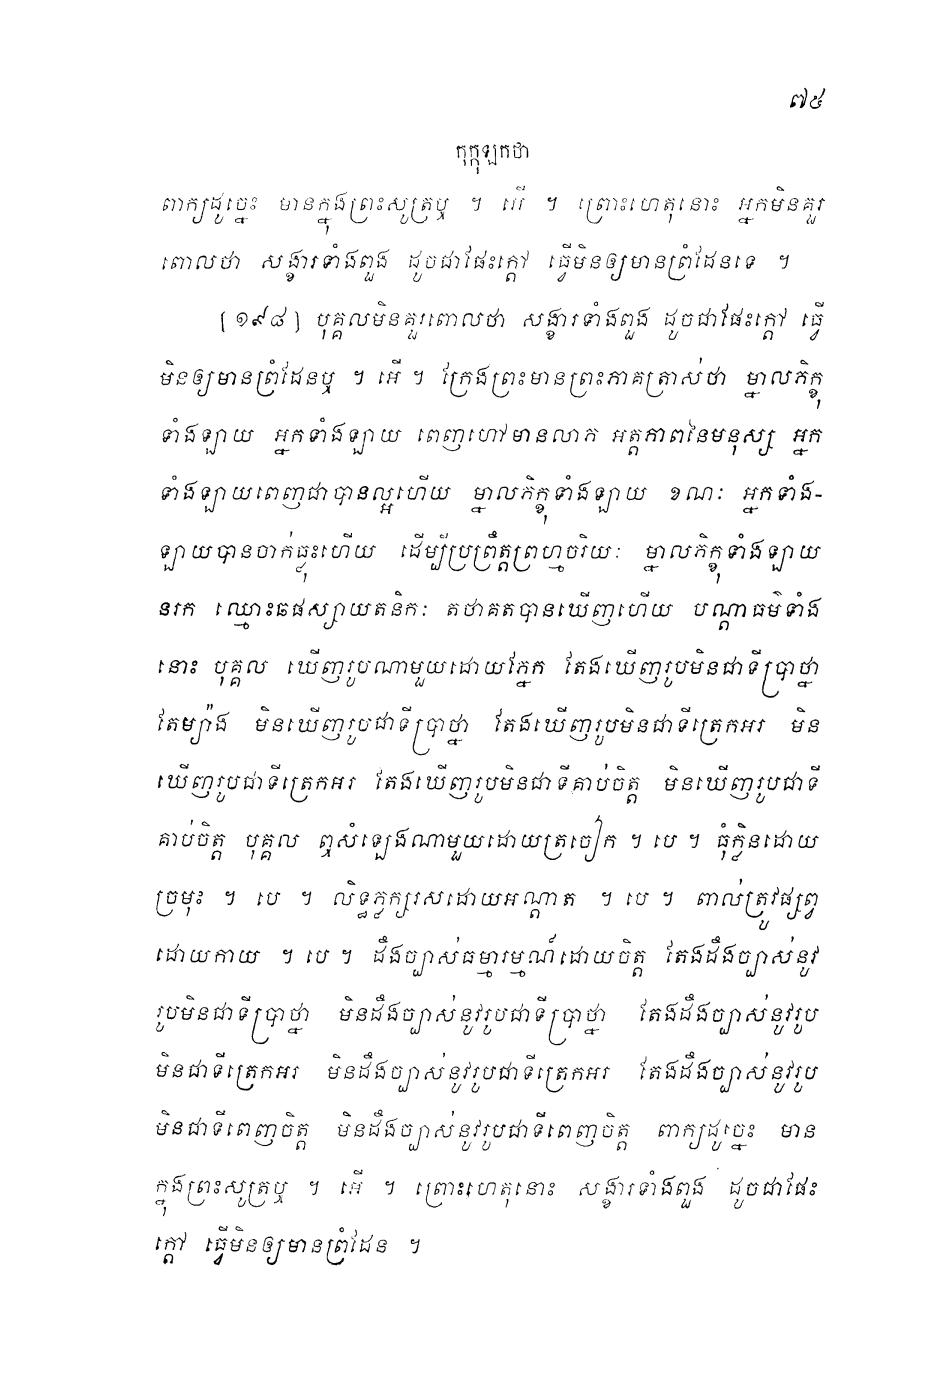 ៧៥
កុក្កុឡកថា
ពាក្យដូច្នេះ មានក្នុងព្រះសូត្រឬ ។ អើ ។ ព្រោះហេតុនោះ អ្នកមិនគួរ
ពោលថា សង្ខារទាំងពួង ដូចជាផែះក្តៅ ធ្វើមិនឲ្យមានព្រំដែនទេ ។
[១៩៨] បុគ្គលមិនគួរពោលថា សង្ខារទាំងពួង ដូចជាផែះក្តៅ ធ្វើ
មិនឲ្យមានព្រំដែនឬ ។ អើ ។ ក្រែងព្រះមានព្រះភាគត្រាស់ថា ម្នាលភិក្ខុ
ទាំងឡាយ អ្នកទាំងឡាយ ពេញហៅមានលាភ អត្តភាពនៃមនុស្ស អ្នក
ទាំងឡាយពេញជាបានល្អហើយ ម្នាលភិក្ខុទាំងឡាយ ខណៈ អ្នកទាំង-
ឡាយបានចាក់ធ្លុះហើយ ដើម្បីប្រព្រឹត្តព្រហ្មចរិយៈ ម្នាលភិក្ខុទាំងឡាយ
នរក ឈ្មោះឆផស្សាយតនិកៈ តថាគតបានឃើញហើយ បណ្តាធម៌ទាំង
នោះ បុគ្គល ឃើញរូបណាមួយដោយភ្នែក តែងឃើញរូបមិនជាទីប្រាថ្នា
តែម្យ៉ាង មិនឃើញរូបជាទីប្រាថ្នា តែងឃើញរូបមិនជាទីត្រេកអរ មិន
ឃើញរូបជាទីត្រេកអរ តែងឃើញរូបមិនជាទីគាប់ចិត្ត មិនឃើញរូបជាទី
គាប់ចិត្ត បុគ្គល ឮសំឡេងណាមួយដោយត្រចៀក ។ បេ ។ ធុំក្លិនដោយ
ច្រមុះ ។ បេ ។ លិទ្ធភ្លក្សរសដោយអណ្តាត ។ បេ ។ ពាល់ត្រូវផ្សព្វ
ដោយកាយ ។ បេ ។ ដឹងច្បាស់ធម្មារម្មណ៍ដោយចិត្ត តែងដឹងច្បាស់នូវ
រូបមិនជាទីប្រាថ្នា មិនដឹងច្បាស់នូវរូបជាទីប្រាថ្នា តែងដឹងច្បាស់នូវរូប
មិនជាទីត្រេកអរ មិនដឹងច្បាស់នូវរូបជាទីត្រេកអរ តែងដឹងច្បាស់នូវរូប
មិនជាទីពេញចិត្ត មិនដឹងច្បាស់នូវរូបជាទីពេញចិត្ត ពាក្យដូច្នេះ មាន
ក្នុងព្រះសូត្រឬ ។ អើ ។ ព្រោះហេតុនោះ សង្ខារទាំងពួង ដូចជាផែះ
ក្តៅ ធ្វើមិនឲ្យមានព្រំដែន ។